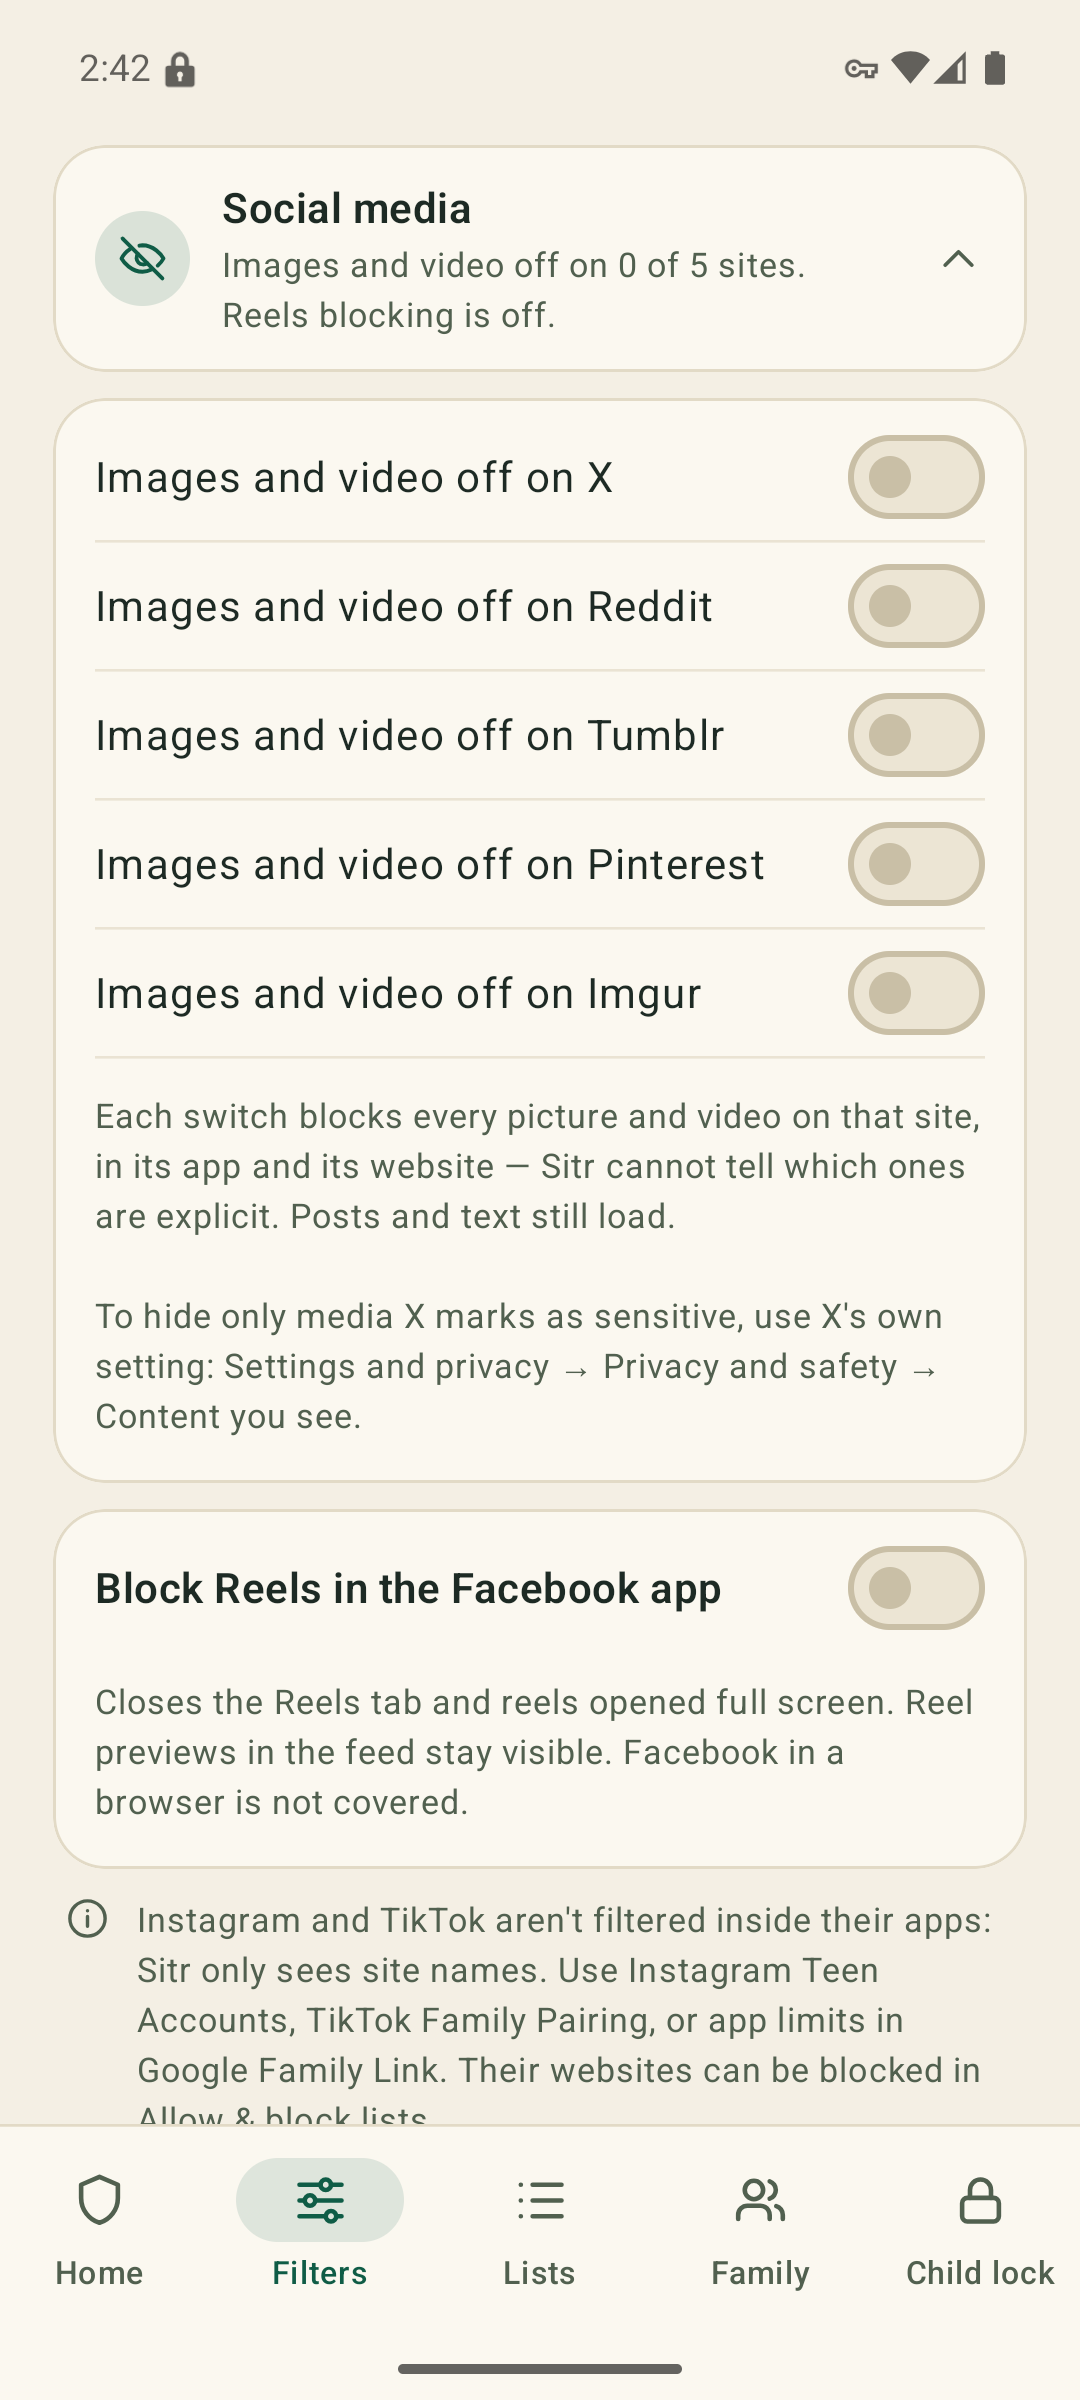 2:42
Social media
Images and video off on 0 of 5 sites.
Reels blocking is off.
Images and video off on X
Images and video off on Reddit
Images and video off on Tumblr
Images and video off on Pinterest
Images and video off on Imgur
Each switch blocks every picture and video on that site,
in its app and its website — Sitr cannot tell which ones
are explicit. Posts and text still load.
To hide only media X marks as sensitive, use X's own
setting: Settings and privacy → Privacy and safety →
Content you see.
Block Reels in the Facebook app
Closes the Reels tab and reels opened full screen. Reel
previews in the feed stay visible. Facebook in a
browser is not covered.
Instagram and TikTok aren't filtered inside their apps:
Sitr only sees site names. Use Instagram Teen
Accounts, TikTok Family Pairing, or app limits in
Google Family Link. Their websites can be blocked in
Allow & block lists
Home
Filters
Lists
Family
Child lock